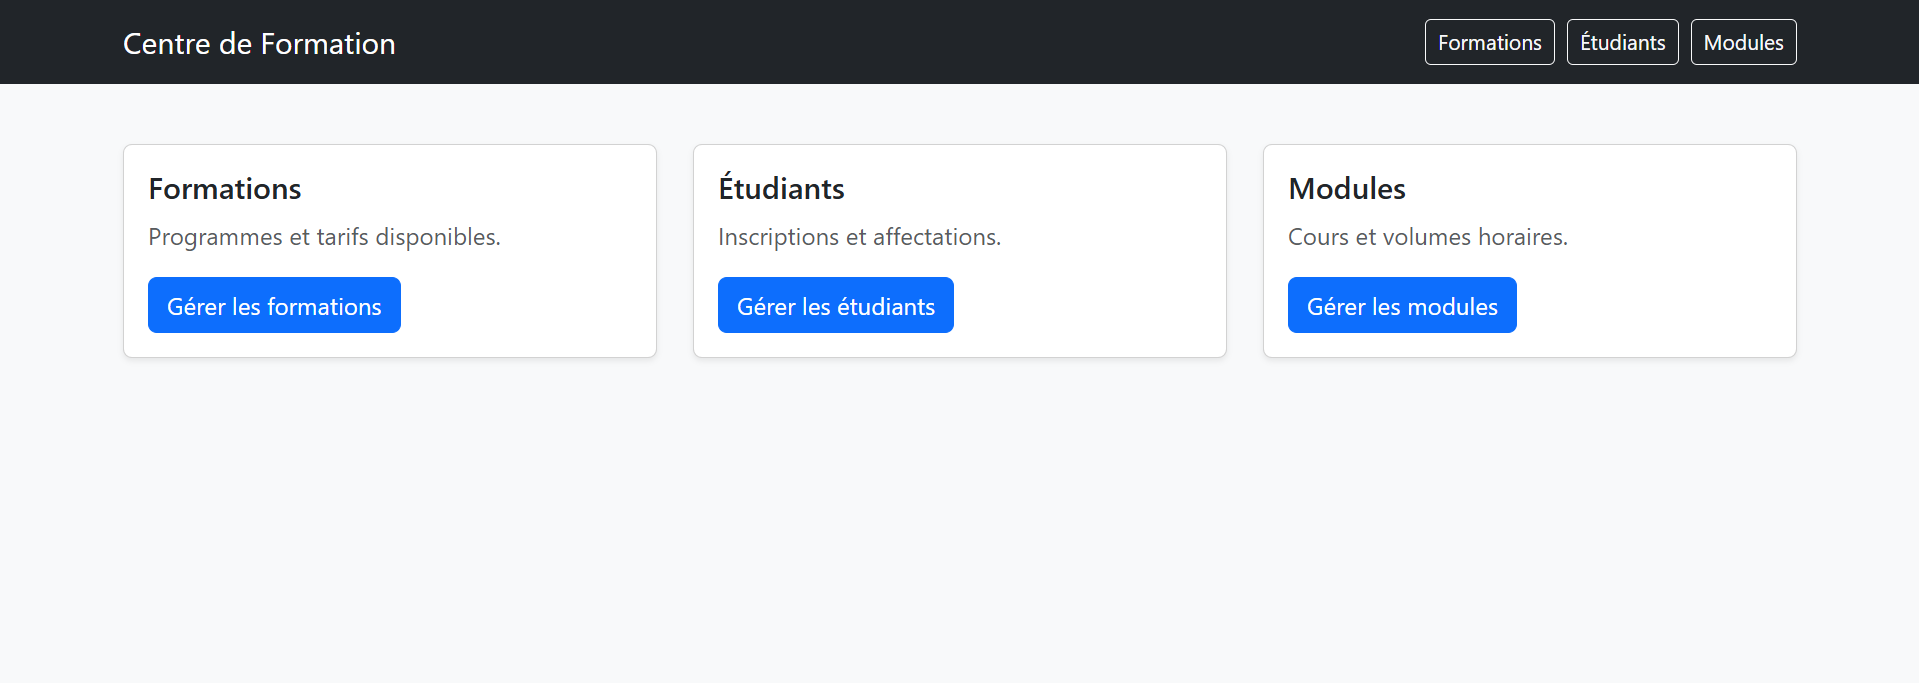 Centre de Formation
Formations
Étudiants
Modules
Formations
Programmes et tarifs disponibles.
Gérer les formations
Étudiants
Inscriptions et affectations.
Gérer les étudiants
Modules
Cours et volumes horaires.
Gérer les modules